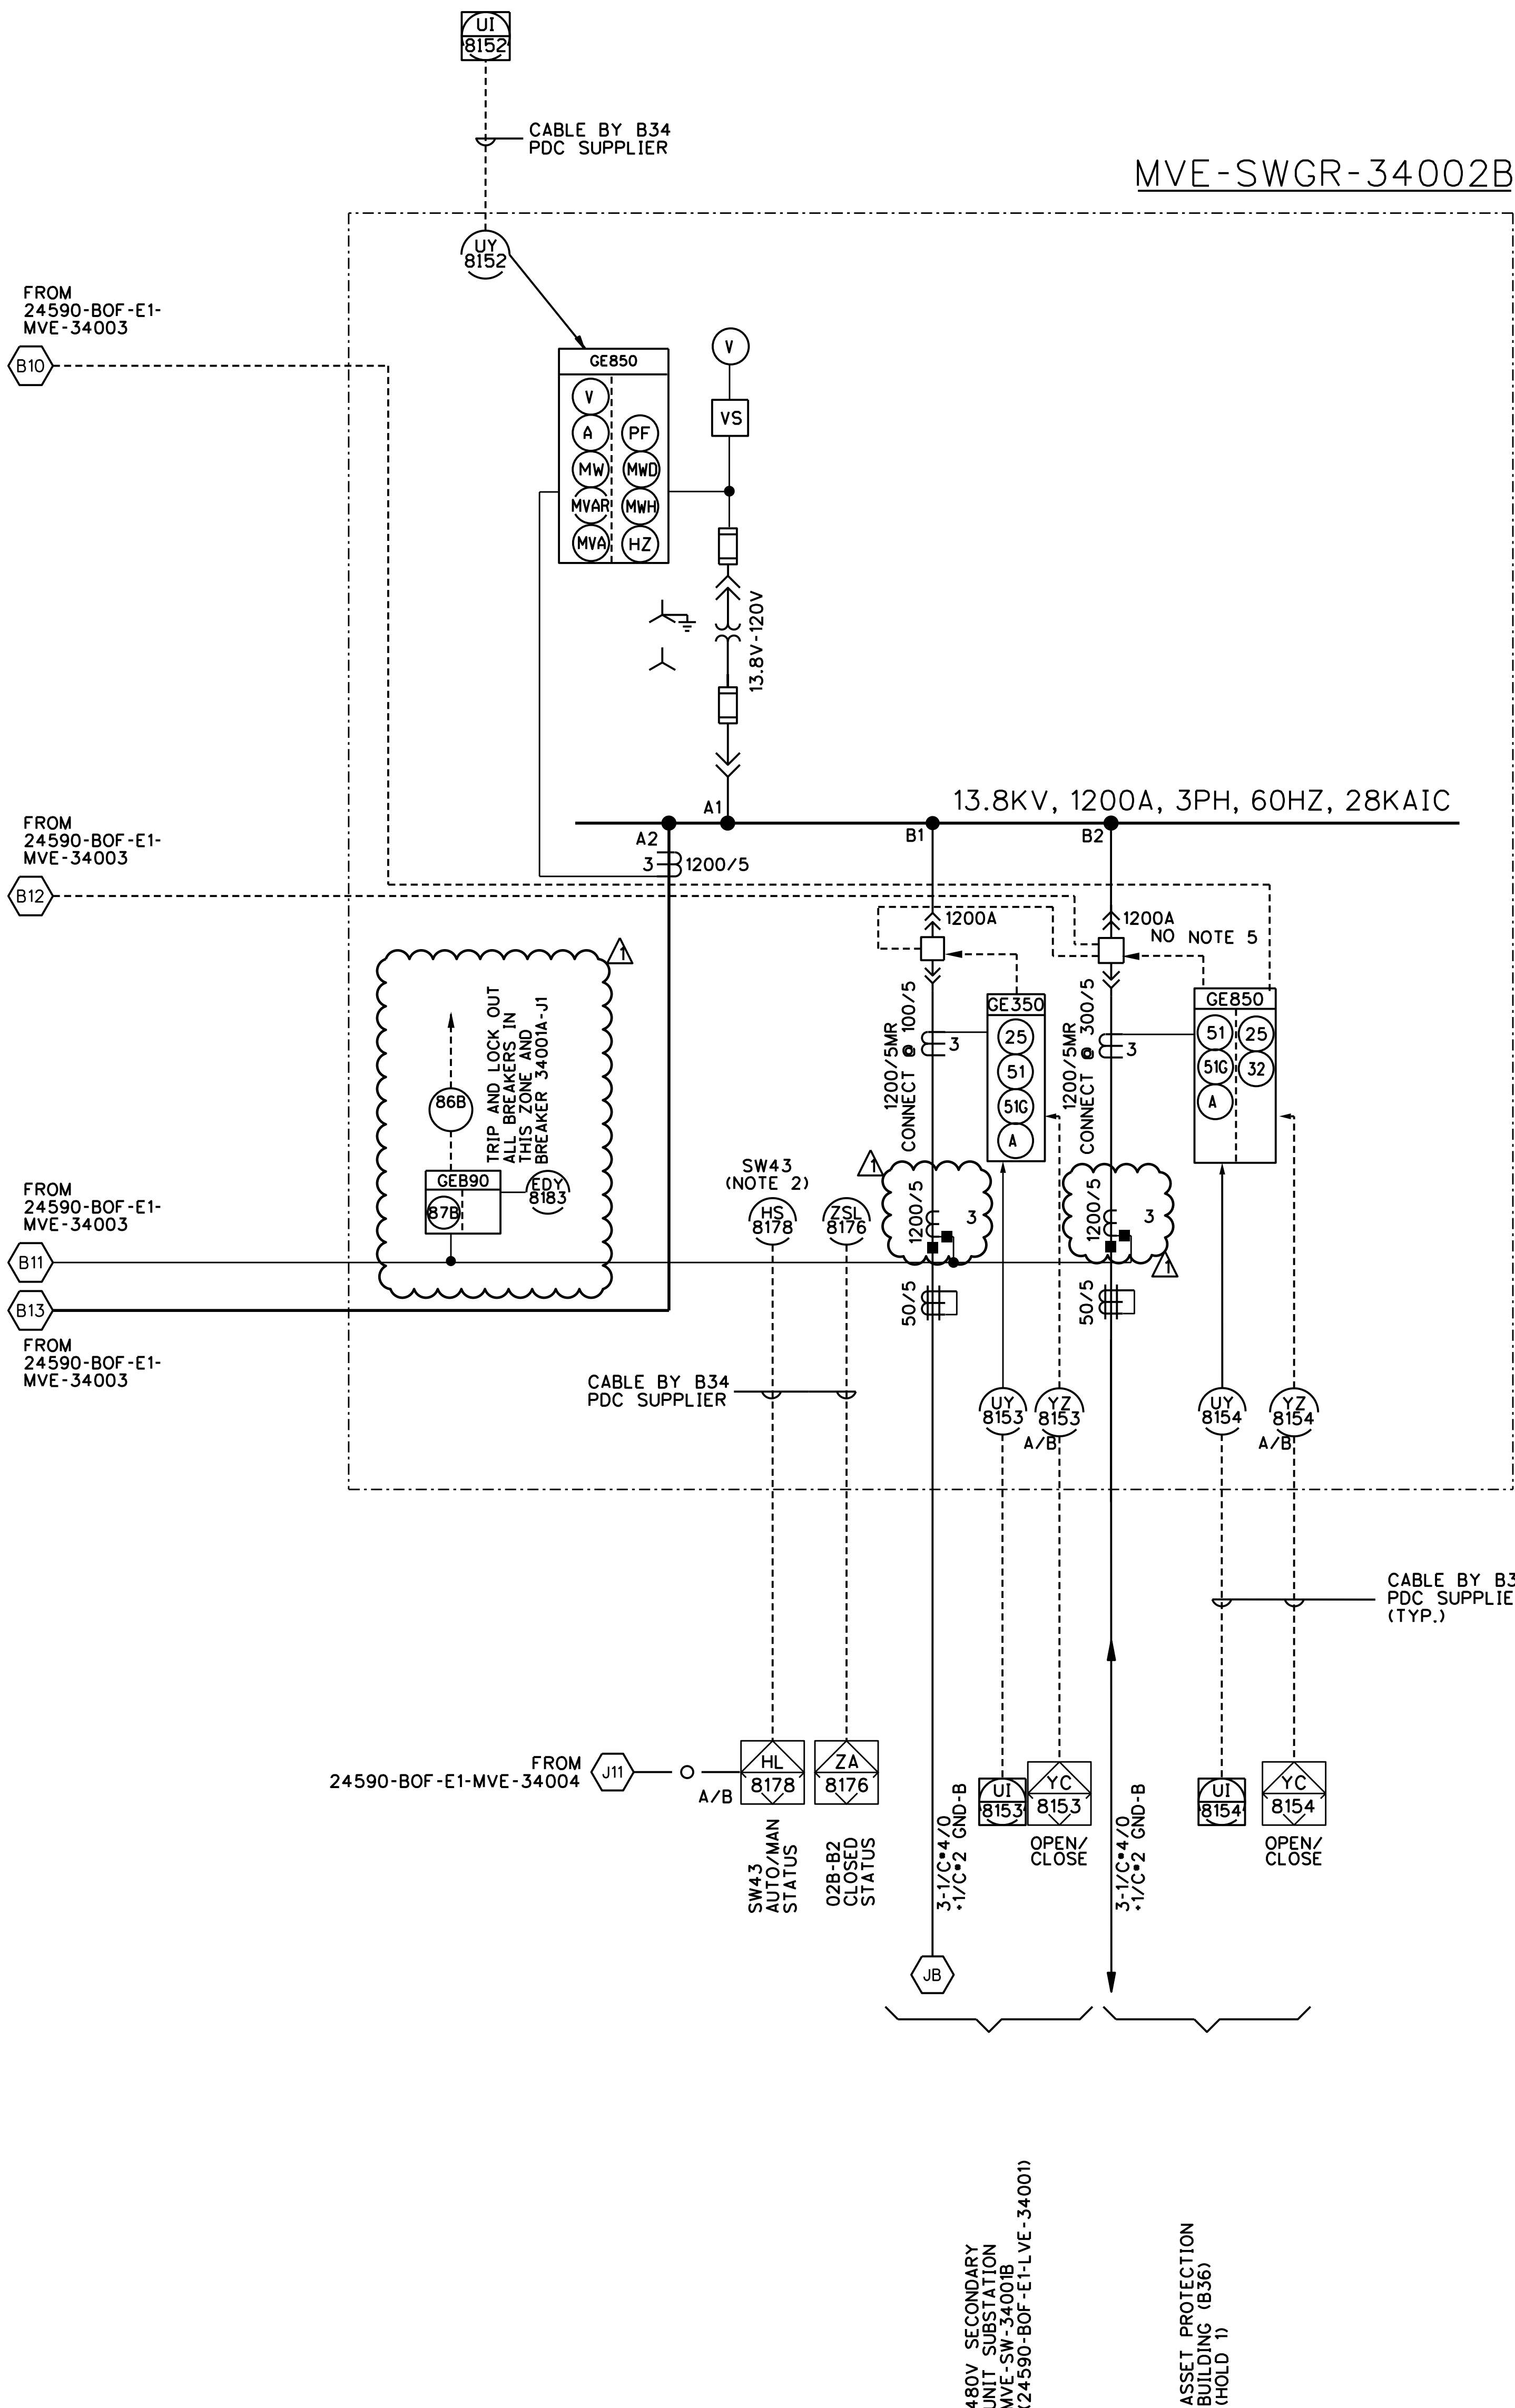 UI
8152
CABLE BY B34
PDC SUPPLIER
MVE-SWGR-34002B
UY
8152
FROM
24590-BOF-E1-
MVE-34003
B10
GE850
V
A
MW
MVAR
MVA
PF
MWD
MWH
HZ
V
VS
13.8V-120V
13.8KV, 1200A, 3PH, 60HZ, 28KAIC
A1
A2
B1
B2
3
1200/5
FROM
24590-BOF-E1-
MVE-34003
B12
1200A
1200A
NO NOTE 5
1
86B
TRIP AND LOCK OUT
ALL BREAKERS IN
THIS ZONE AND
BREAKER 34001A-J1
GEB90
87B
EDY
8183
1200/5MR
CONNECT @ 100/5
3
GE350
25
51
51G
A
1200/5MR
CONNECT @ 300/5
3
GE850
51
51G
A
25
32
SW43
(NOTE 2)
HS
8178
ZSL
8176
1
1200/5
3
1200/5
3
1
FROM
24590-BOF-E1-
MVE-34003
B11
B13
FROM
24590-BOF-E1-
MVE-34003
50/5
50/5
CABLE BY B34
PDC SUPPLIER
UY
8153
YZ
8153
A/B
UY
8154
YZ
8154
A/B
CABLE BY B3
PDC SUPPLIE
(TYP.)
FROM
24590-BOF-E1-MVE-34004
J11
A/B
HL
8178
ZA
8176
SW43
AUTO/MAN
STATUS
02B-B2
CLOSED
STATUS
3-1/C#4/0
+1/C#2 GND-B
UI
8153
YC
8153
OPEN/
CLOSE
3-1/C#4/0
+1/C#2 GND-B
UI
8154
YC
8154
OPEN/
CLOSE
JB
480V SECONDARY
UNIT SUBSTATION
MVE-SW-34001B
(24590-BOF-E1-LVE-34001)
ASSET PROTECTION
BUILDING (B36)
(HOLD 1)